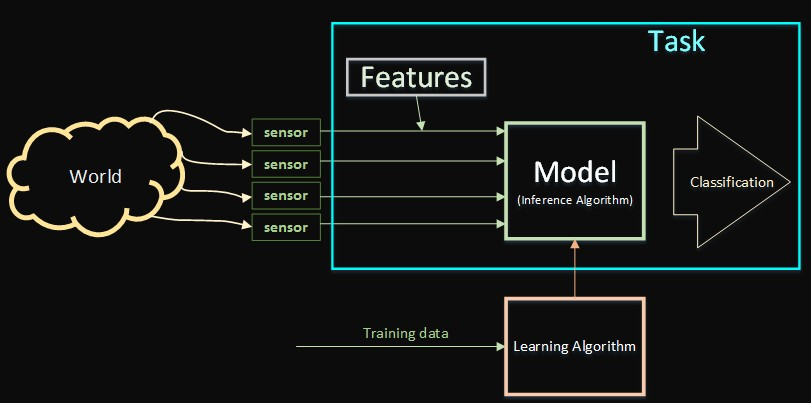 Task
Features
sensor
sensor
sensor
sensor
World
Model
(Inference Algorithm)
Classification
Training data
Learning Algorithm